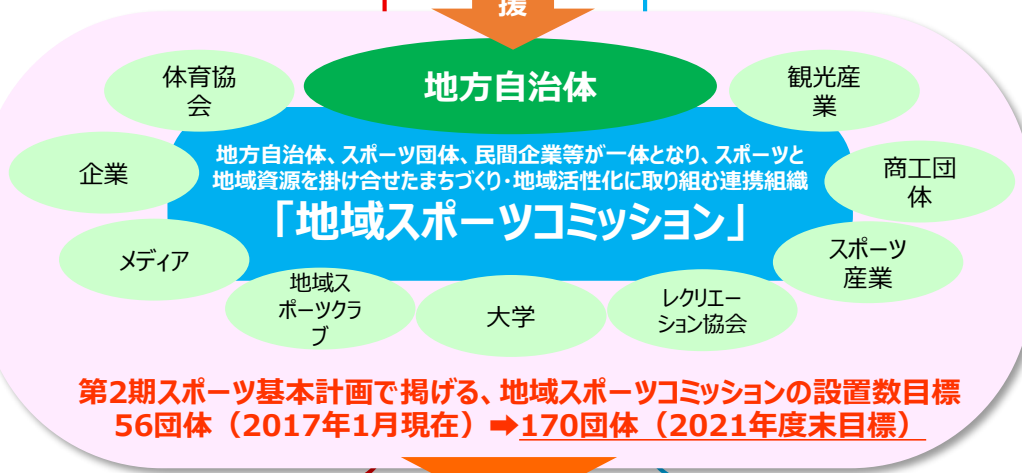 援
地方自治体
体育協
会
観光産
業
企業
地方自治体、スポーツ団体、民間企業等が一体となり、スポーツと
地域資源を掛け合せたまちづくり・地域活性化に取り組む連携組織
「地域スポーツコミッション」
商工団
体
メディア
スポーツ
産業
地域ス
ポーツクラ
ブ
大学
レクリエー
ション協会
第2期スポーツ基本計画で掲げる、地域スポーツコミッションの設置数目標
56団体（2017年1月現在）➡170団体（2021年度末目標）